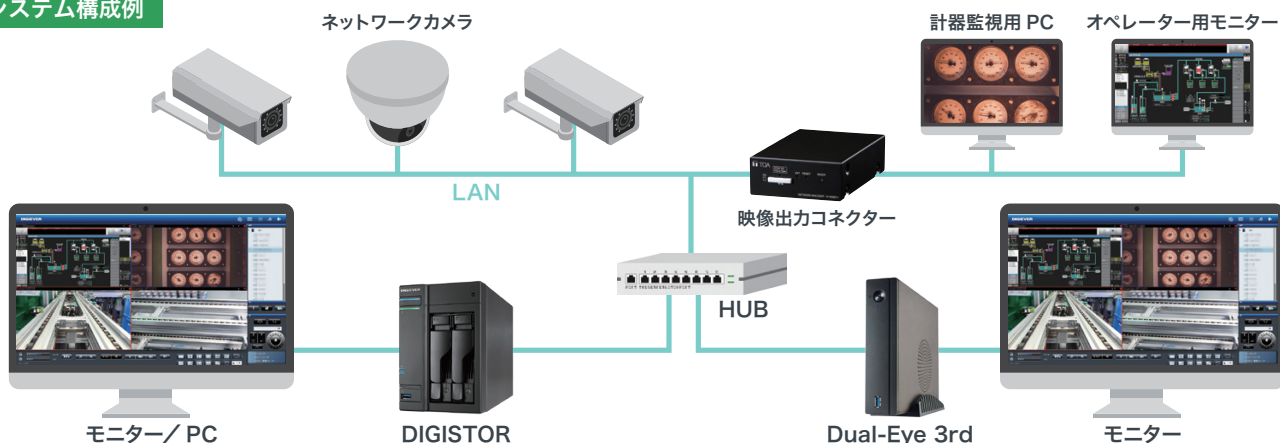 システム構成例
ネットワークカメラ
計器監視用 PC
オペレーター用モニター
LAN
TOA
映像出力コネクター
HUB
DIGIEVER
DIGIEVER
モニター／ PC
DIGISTOR
Dual-Eye 3rd
モニター